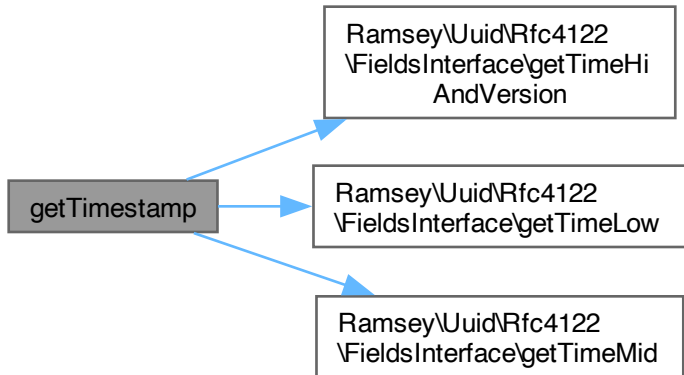 Ramsey\Uuid\Rfc4122
\FieldsInterface\getTimeHi
AndVersion
getTimestamp
Ramsey\Uuid\Rfc4122
\FieldsInterface\getTimeLow
Ramsey\Uuid\Rfc4122
\FieldsInterface\getTimeMid